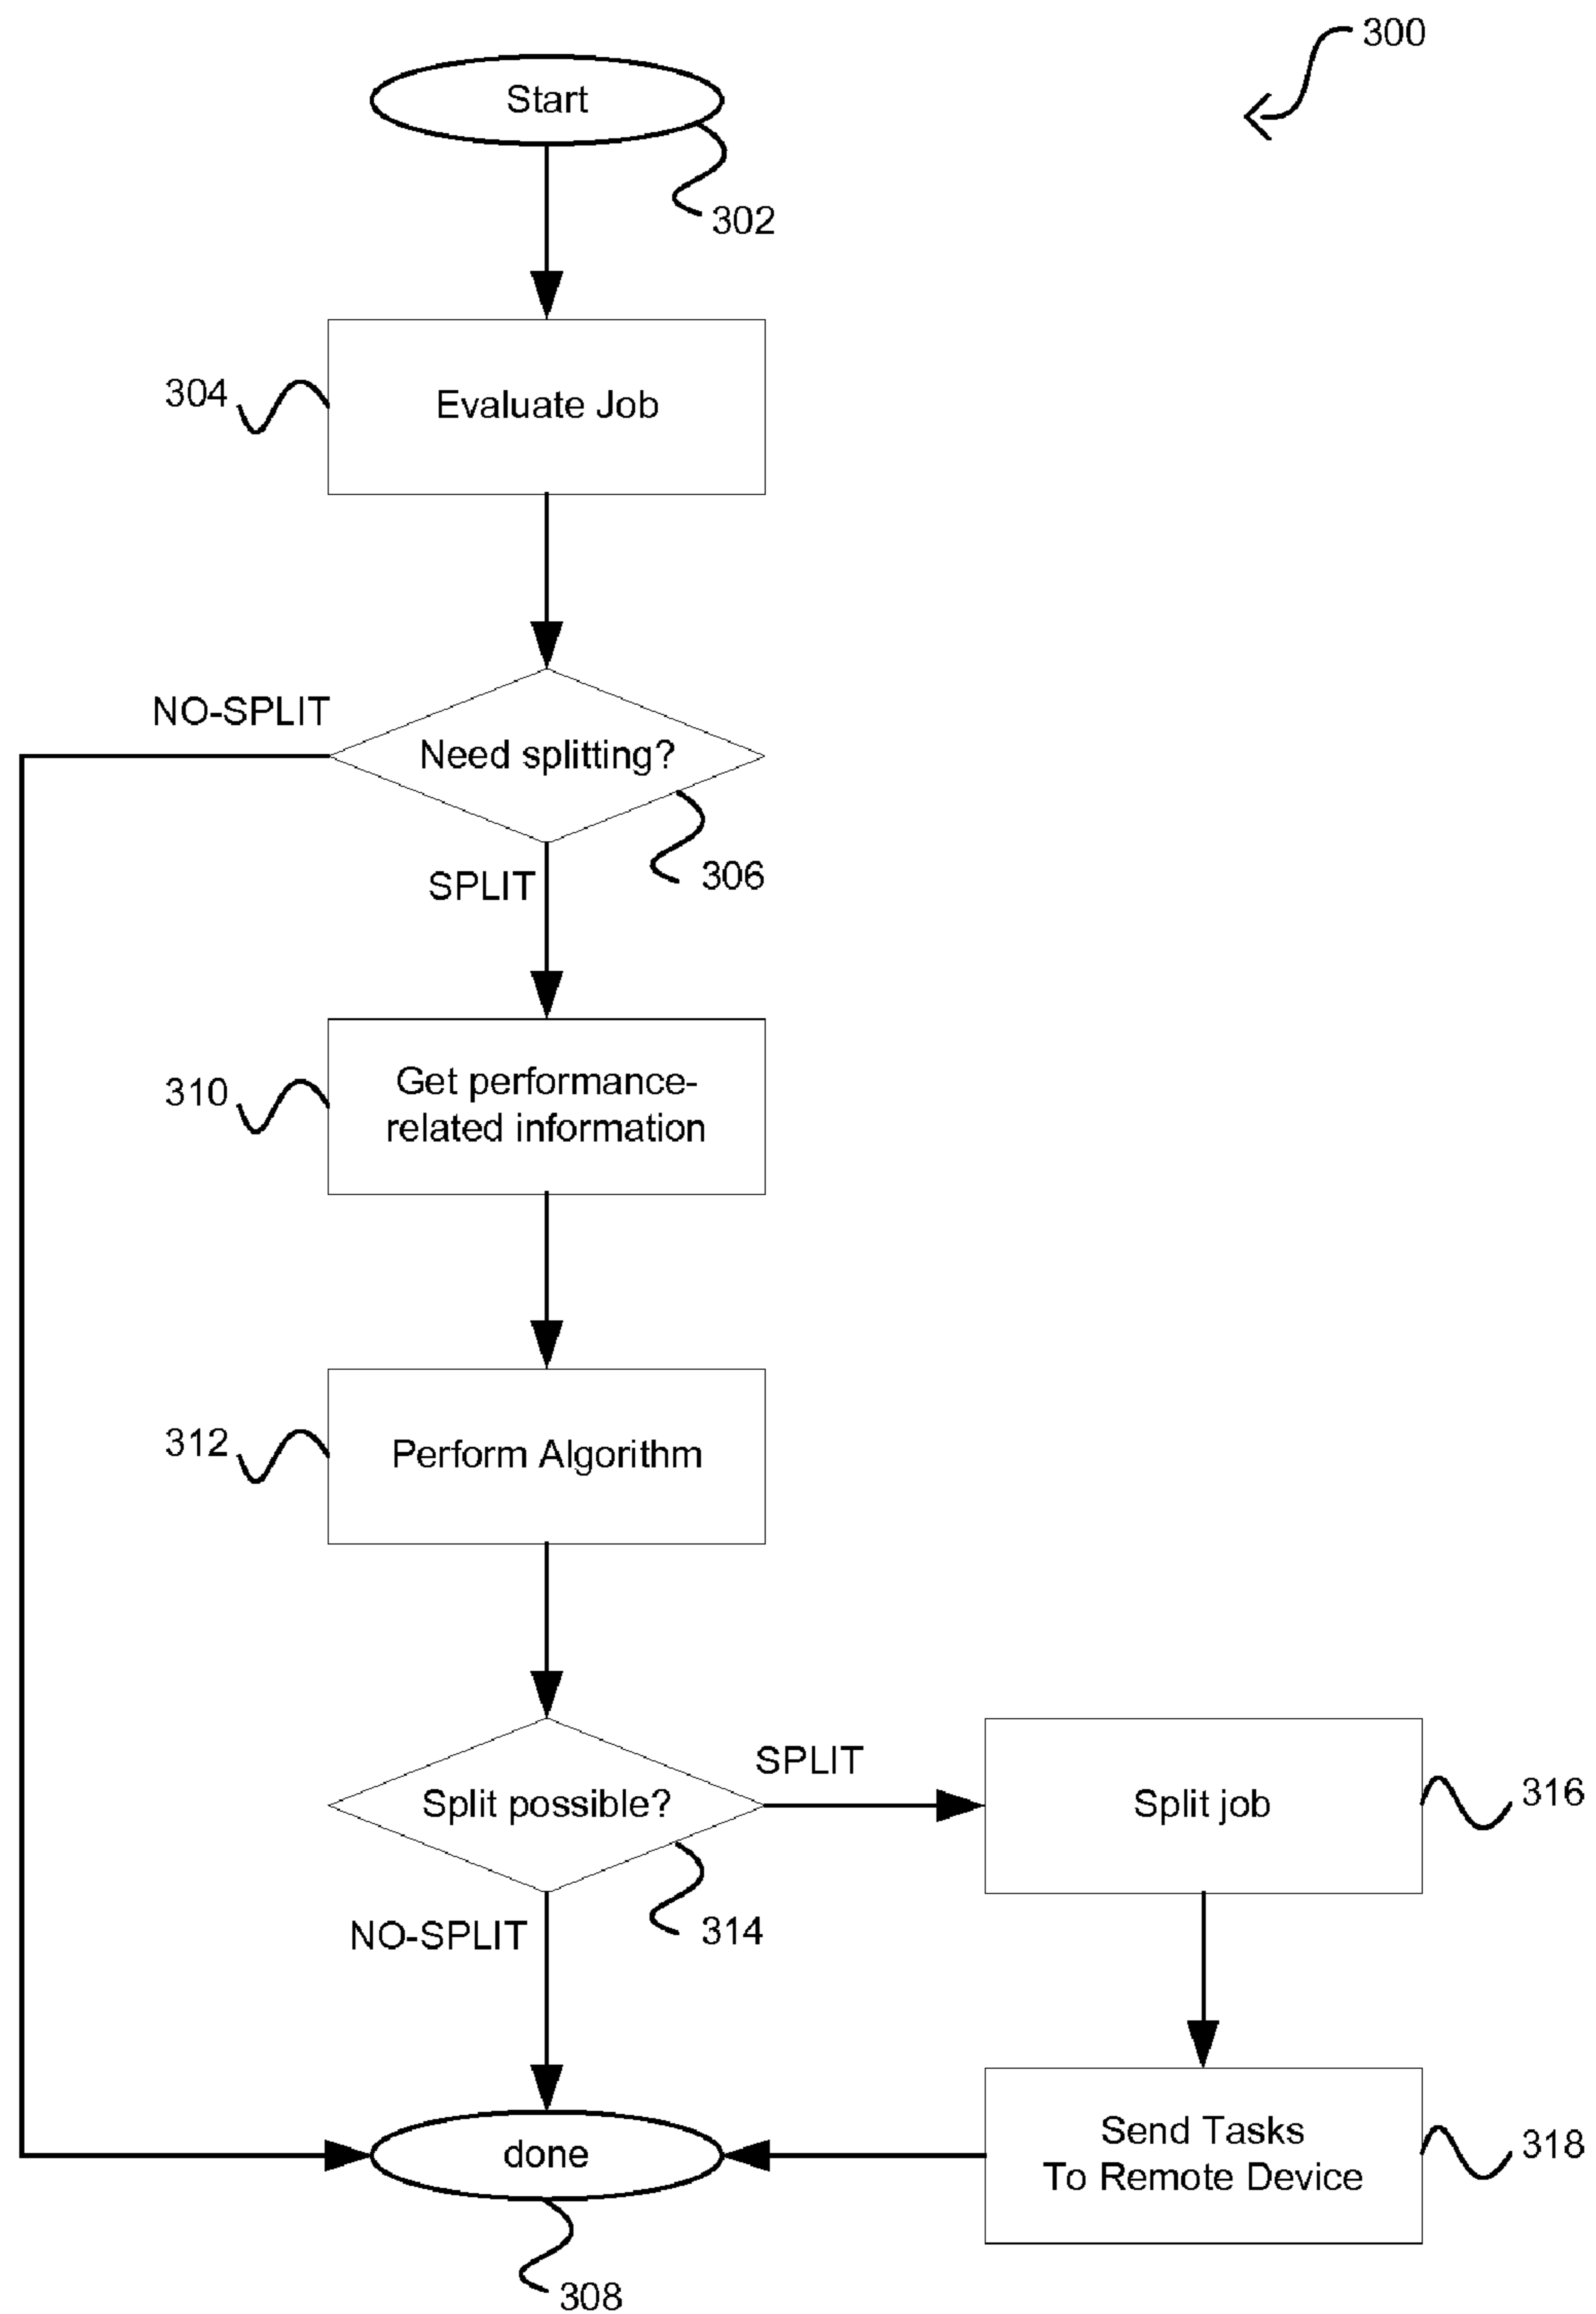 300
Start
302
304
Evaluate Job
NO-SPLIT
Need splitting?
306
SPLIT
310
Get performance-
related information
312
Perform Algorithm
SPLIT
Split possible?
Split job
316
314
NO-SPLIT
Send Tasks
To Remote Device
318
done
308